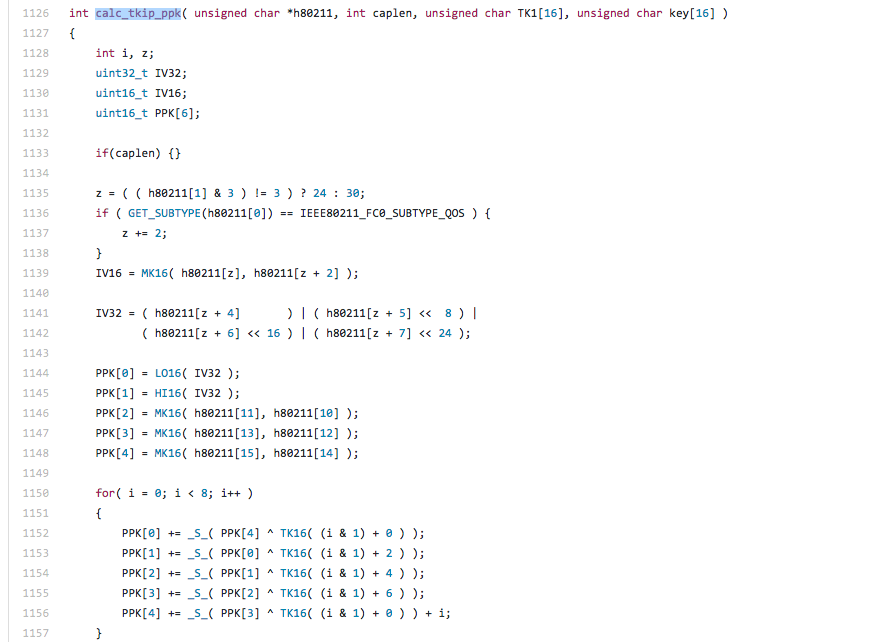 1126 int calc_tkip_ppk( unsigned char *h80211, int caplen, unsigned char TK1[16], unsigned char key[16] )
1127 {
1128     int i, z;
1129     uint32_t IV32;
1130     uint16_t IV16;
1131     uint16_t PPK[6];
1132
1133     if(caplen) {}
1134
1135     z = ( ( h80211[1] & 3 ) != 3 ) ? 24 : 30;
1136     if ( GET_SUBTYPE(h80211[0]) == IEEE80211_FC0_SUBTYPE_QOS ) {
1137         z += 2;
1138     }
1139     IV16 = MK16( h80211[z], h80211[z + 2] );
1140
1141     IV32 = ( h80211[z + 4]       ) | ( h80211[z + 5] <<  8 ) |
1142            ( h80211[z + 6] << 16 ) | ( h80211[z + 7] << 24 );
1143
1144     PPK[0] = LO16( IV32 );
1145     PPK[1] = HI16( IV32 );
1146     PPK[2] = MK16( h80211[11], h80211[10] );
1147     PPK[3] = MK16( h80211[13], h80211[12] );
1148     PPK[4] = MK16( h80211[15], h80211[14] );
1149
1150     for( i = 0; i < 8; i++ )
1151     {
1152         PPK[0] += _S_( PPK[4] ^ TK16( (i & 1) + 0 ) );
1153         PPK[1] += _S_( PPK[0] ^ TK16( (i & 1) + 2 ) );
1154         PPK[2] += _S_( PPK[1] ^ TK16( (i & 1) + 4 ) );
1155         PPK[3] += _S_( PPK[2] ^ TK16( (i & 1) + 6 ) );
1156         PPK[4] += _S_( PPK[3] ^ TK16( (i & 1) + 0 ) ) + i;
1157     }